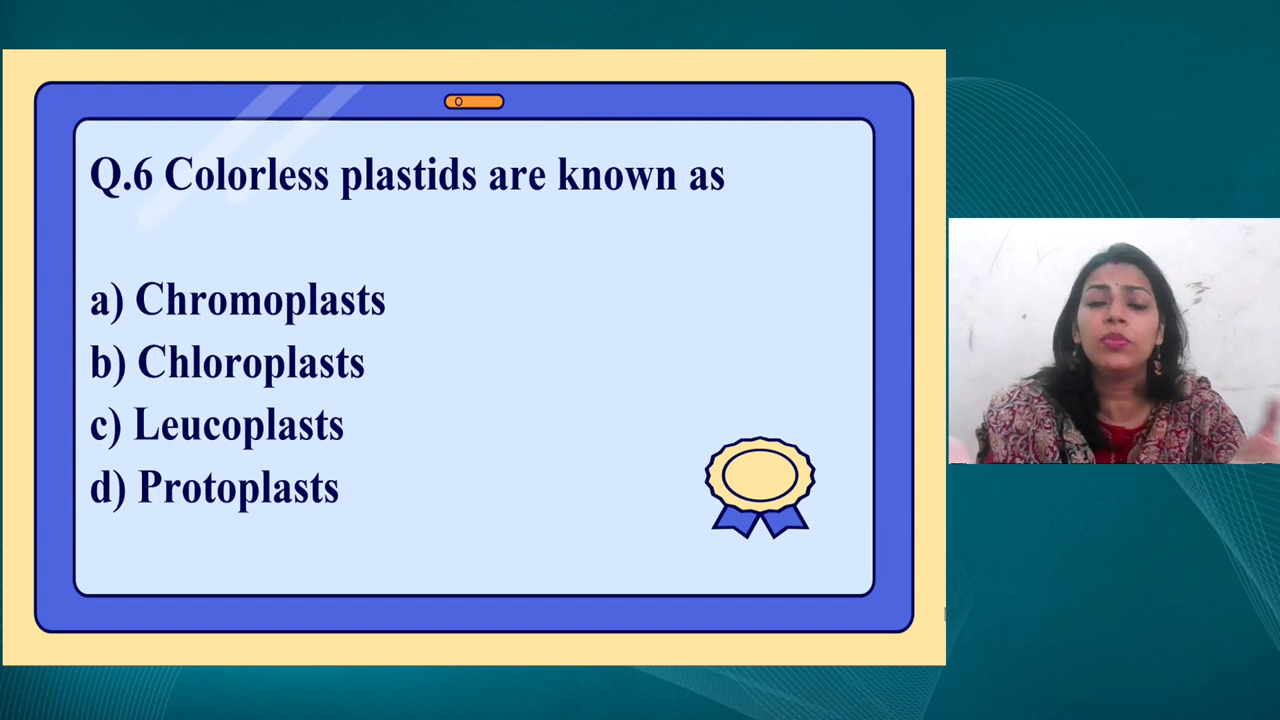 Q.6 Colorless plastids are known as
a) Chromoplasts
b) Chloroplasts
c) Leucoplasts
d) Protoplasts